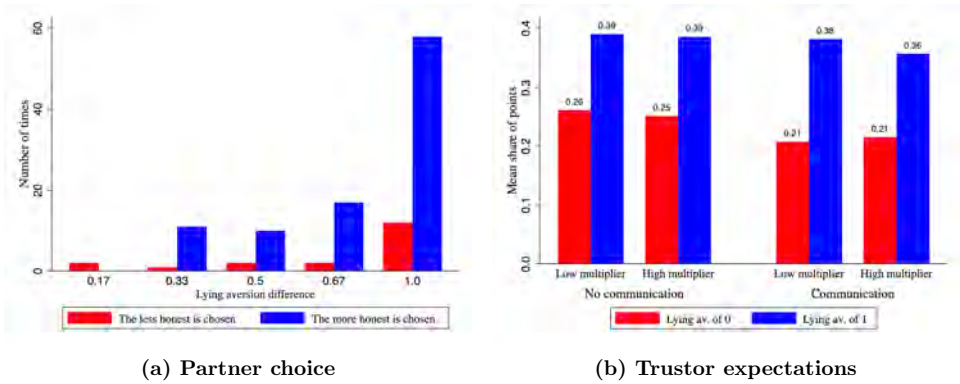 Number of times
60
40
20
0
0.17 0.33 0.5 0.67 1.0
Lying aversion difference
The less honest is chosen The more honest is chosen
(a) Partner choice
Mean share of points
0.4
0.3
0.2
0.1
0.0
0.26 0.39 0.25 0.39 0.21 0.38 0.21 0.36
Low multiplier High multiplier Low multiplier High multiplier
No communication Communication
Lying av. of 0 Lying av. of 1
(b) Trustor expectations